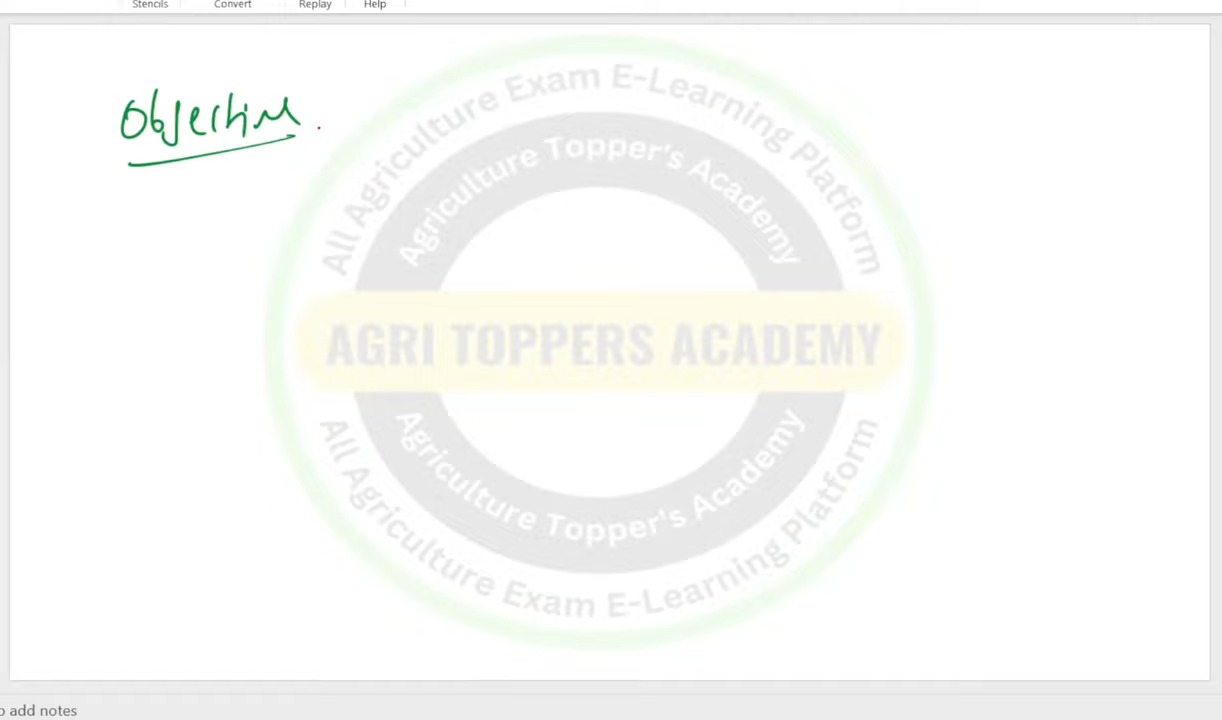 Stencils Convert Replay Help
Objective
All Agriculture Exam E-Learning Platform
Agriculture Topper's Academy
AGRI TOPPERS ACADEMY
Agriculture Topper's Academy
All Agriculture Exam E-Learning Platform
o add notes